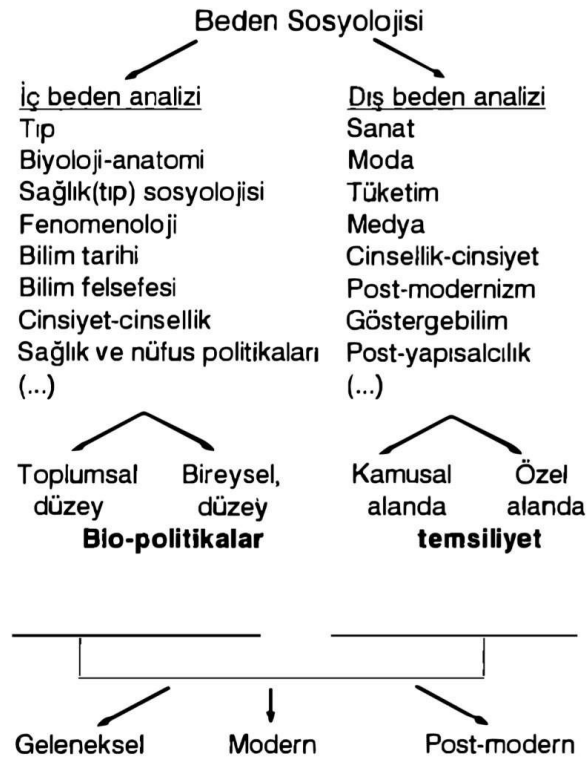 Beden Sosyolojisi
İç beden analizi
Tıp
Biyoloji-anatomi
Sağlık(tıp) sosyolojisi
Fenomenoloji
Bilim tarihi
Bilim felsefesi
Cinsiyet-cinsellik
Sağlık ve nüfus politikaları
(...)
Dış beden analizi
Sanat
Moda
Tüketim
Medya
Cinsellik-cinsiyet
Post-modernizm
Göstergebilim
Post-yapısalcılık
(...)
Toplumsal düzey
Bireysel, düzey
Bio-politikalar
Kamusal alanda
Özel alanda
temsiliyet
Geleneksel
Modern
Post-modern